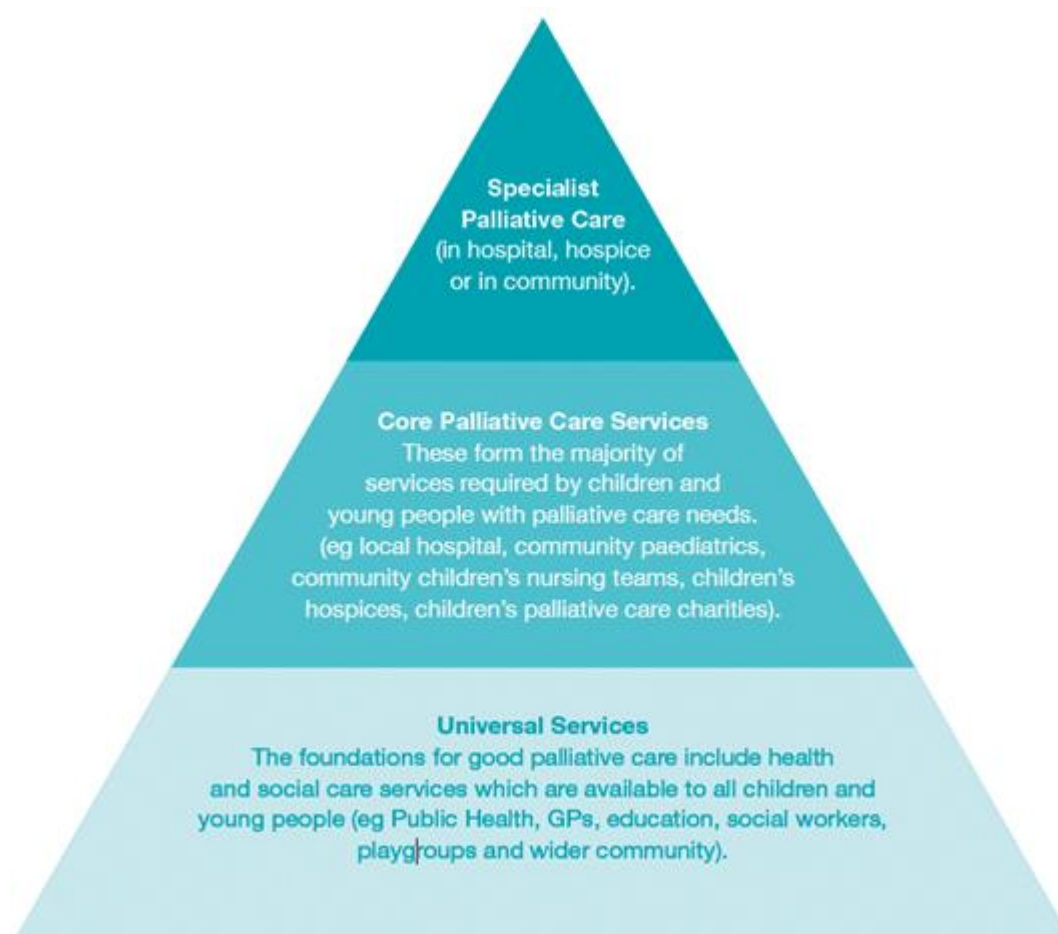 Specialist
Palliative Care
(in hospital, hospice
or in community).
Core Palliative Care Services
These form the majority of
services required by children and
young people with palliative care needs.
(eg local hospital, community paediatrics,
community children's nursing teams, children's
hospices, children's palliative care charities).
Universal Services
The foundations for good palliative care include health
and social care services which are available to all children and
young people (eg Public Health, GPs, education, social workers,
playgroups and wider community).